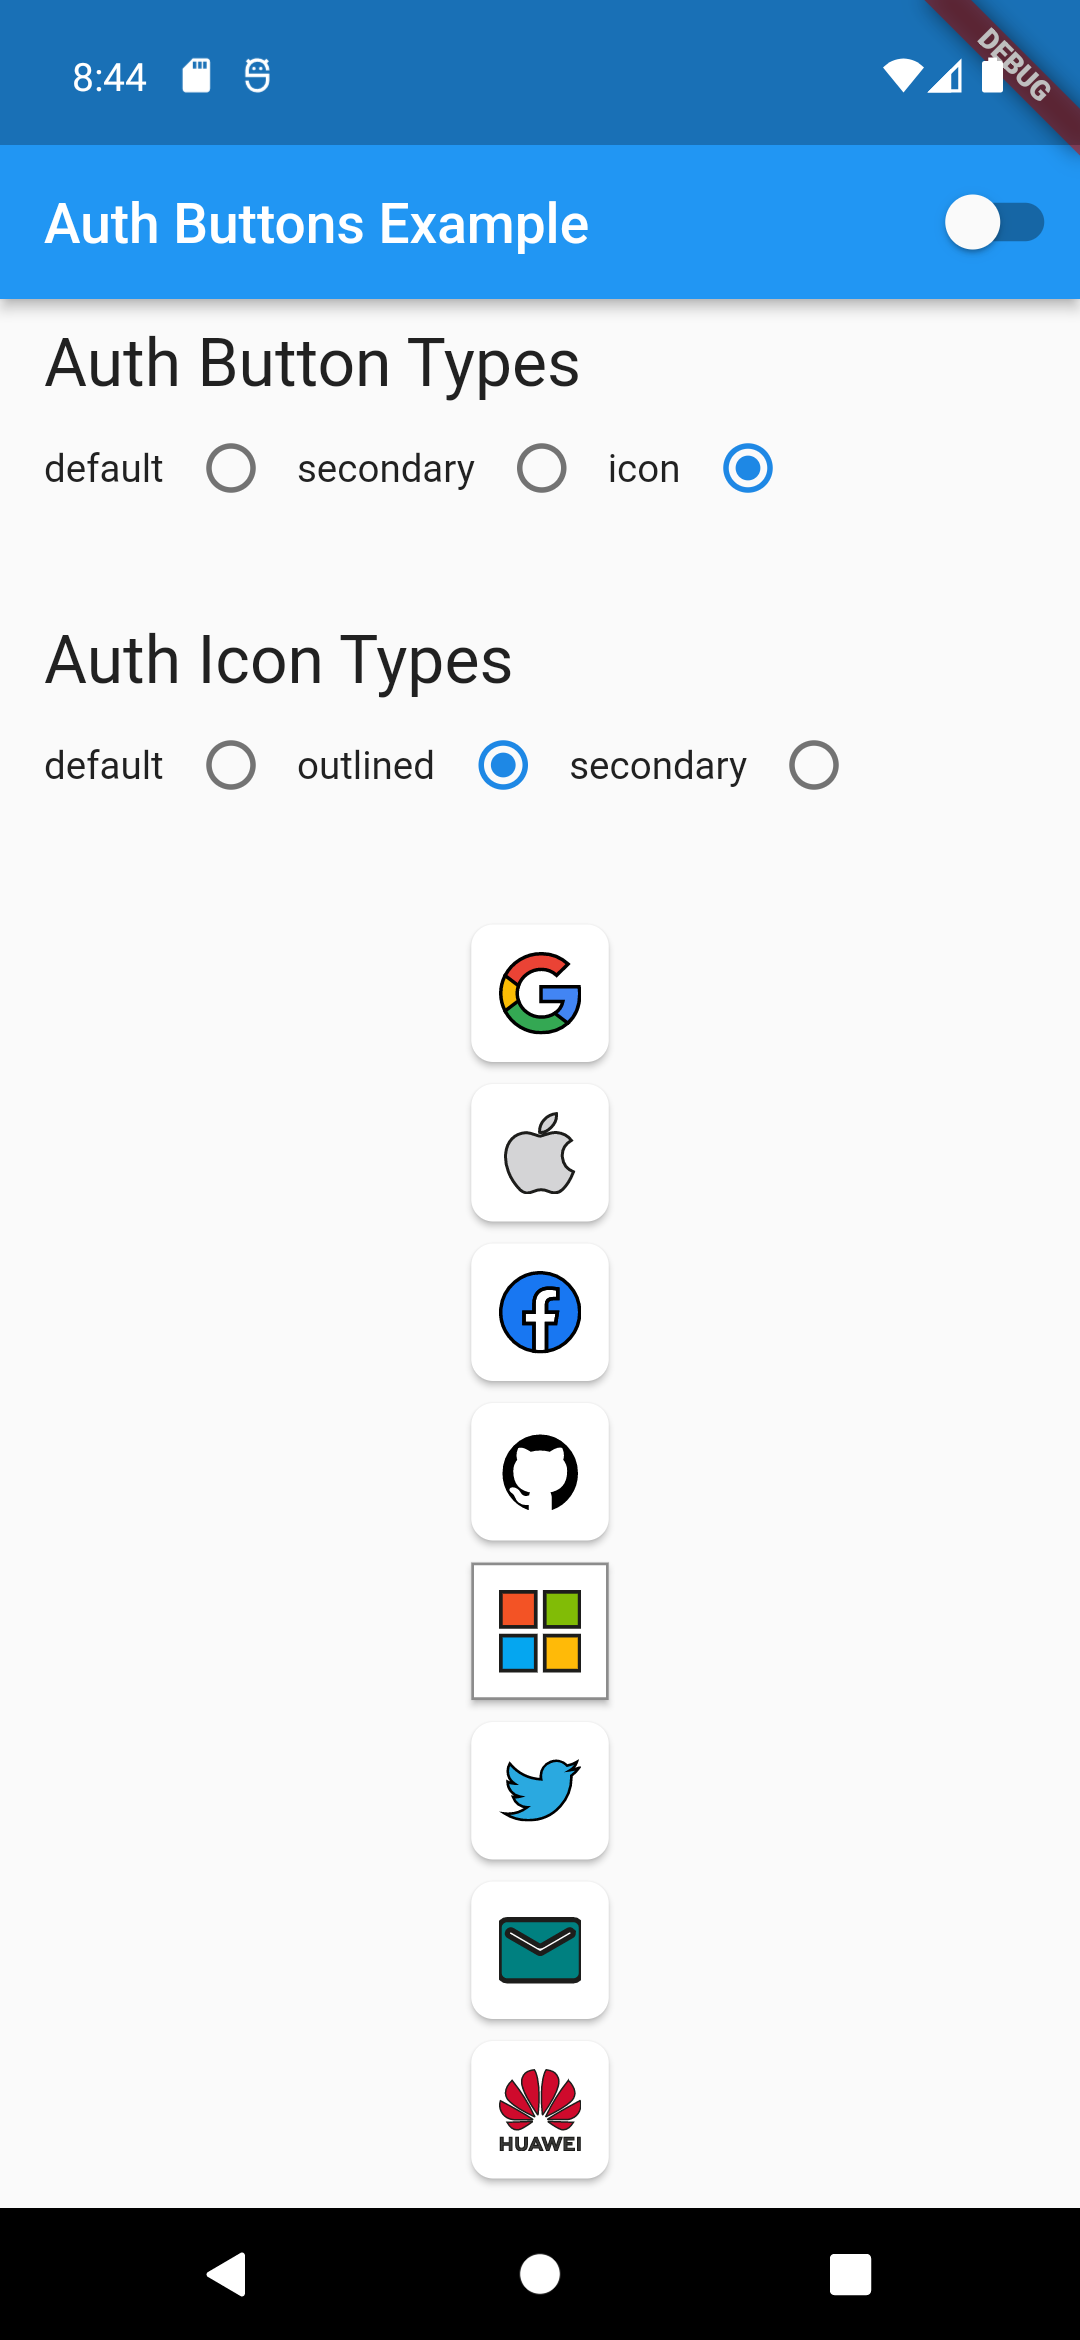 8:44
DEBUG
Auth Buttons Example
Auth Button Types
default secondary icon
Auth Icon Types
default outlined secondary
HUAWEI